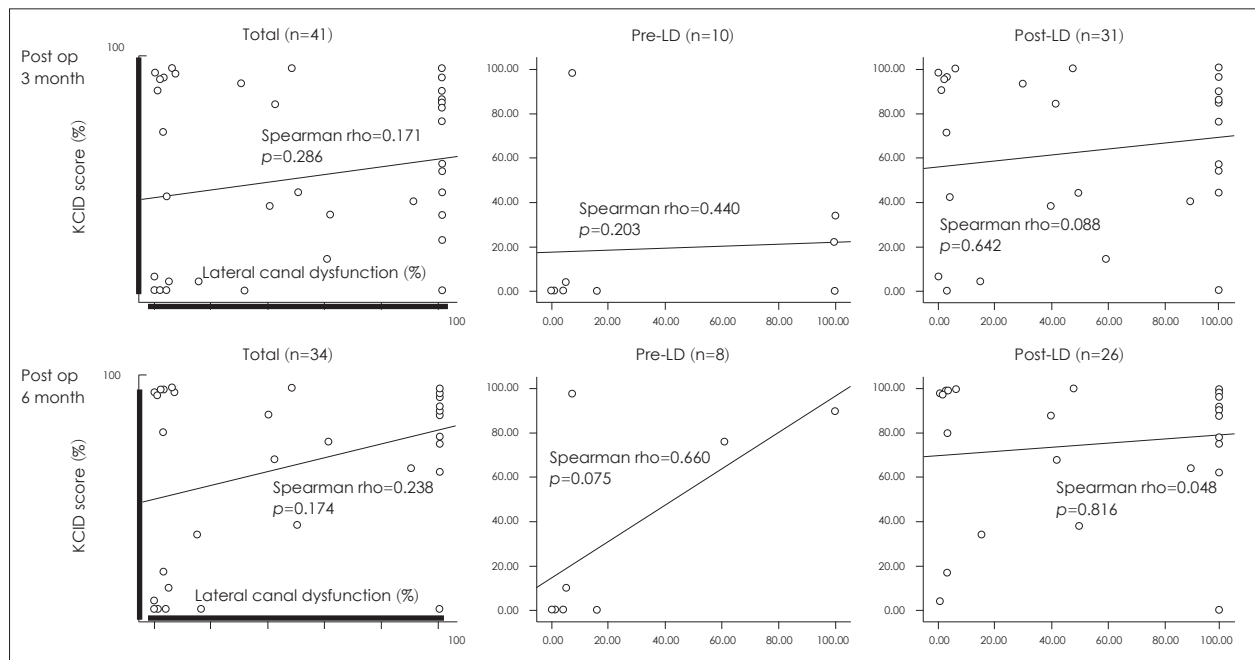 Total (n=41)
Pre-LD (n=10)
Post-LD (n=31)
Post op
3 month
100
KCID score (%)
Spearman rho=0.171
p=0.286
Lateral canal dysfunction (%)
100
100.00
80.00
60.00
40.00
20.00
0.00
Spearman rho=0.440
p=0.203
0.00 20.00 40.00 60.00 80.00 100.00
100.00
80.00
60.00
40.00
20.00
0.00
Spearman rho=0.088
p=0.642
0.00 20.00 40.00 60.00 80.00 100.00
Total (n=34)
Pre-LD (n=8)
Post-LD (n=26)
Post op
6 month
100
KCID score (%)
Spearman rho=0.238
p=0.174
Lateral canal dysfunction (%)
100
100.00
80.00
60.00
40.00
20.00
0.00
Spearman rho=0.660
p=0.075
0.00 20.00 40.00 60.00 80.00 100.00
100.00
80.00
60.00
40.00
20.00
0.00
Spearman rho=0.048
p=0.816
0.00 20.00 40.00 60.00 80.00 100.00